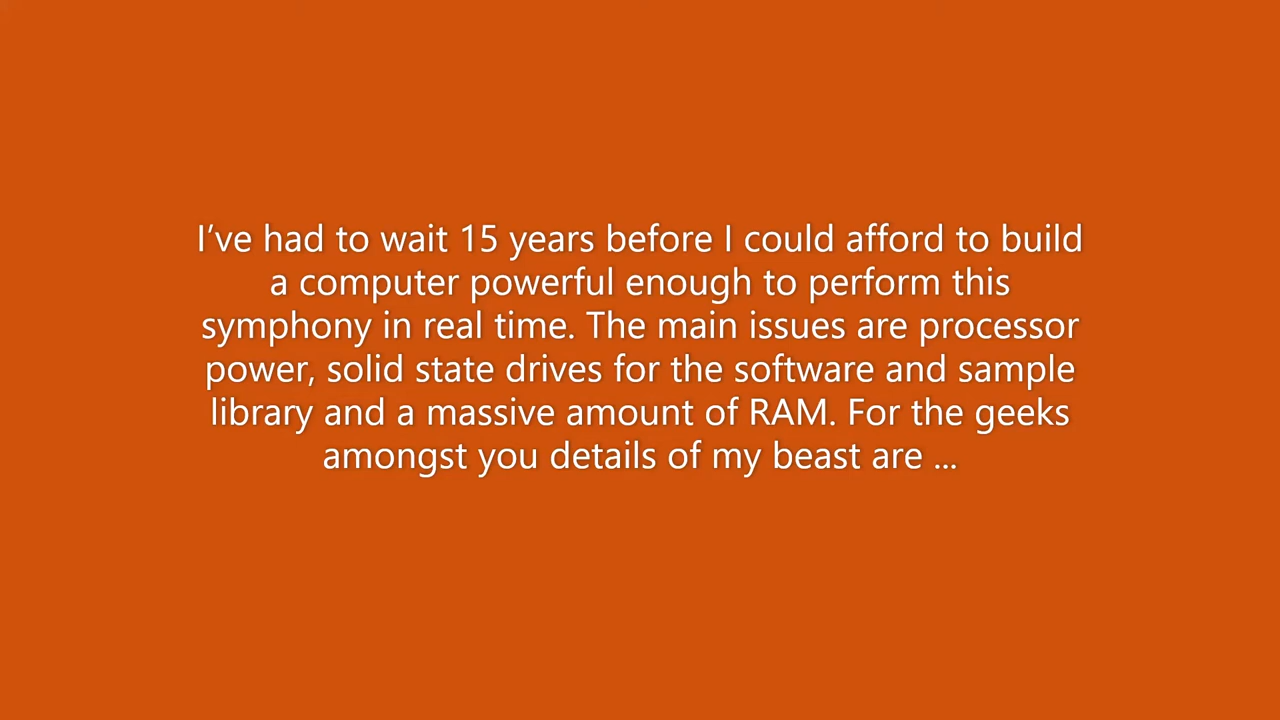 I’ve had to wait 15 years before I could afford to build
a computer powerful enough to perform this
symphony in real time. The main issues are processor
power, solid state drives for the software and sample
library and a massive amount of RAM. For the geeks
amongst you details of my beast are ...